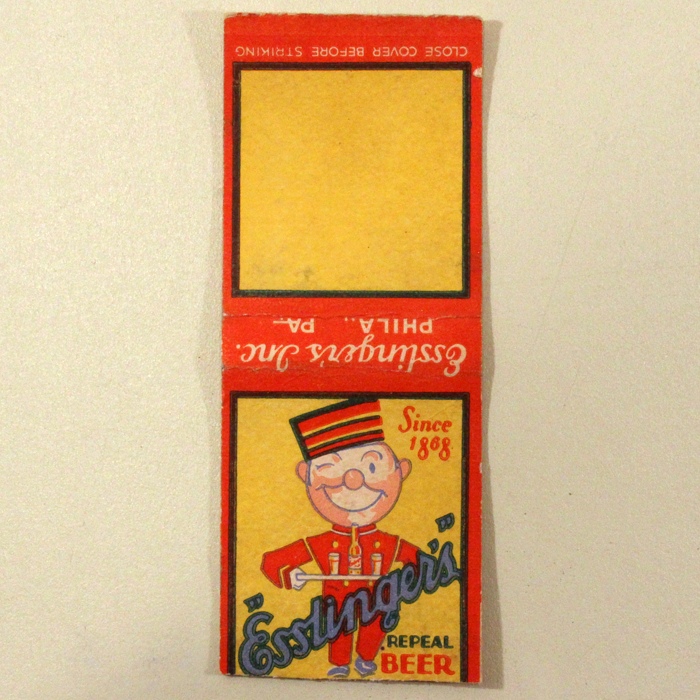 CLOSE COVER BEFORE STRIKING
Esslinger's Inc.
PHILA., PA.
Since
1868
"Esslinger's"
REPEAL
BEER